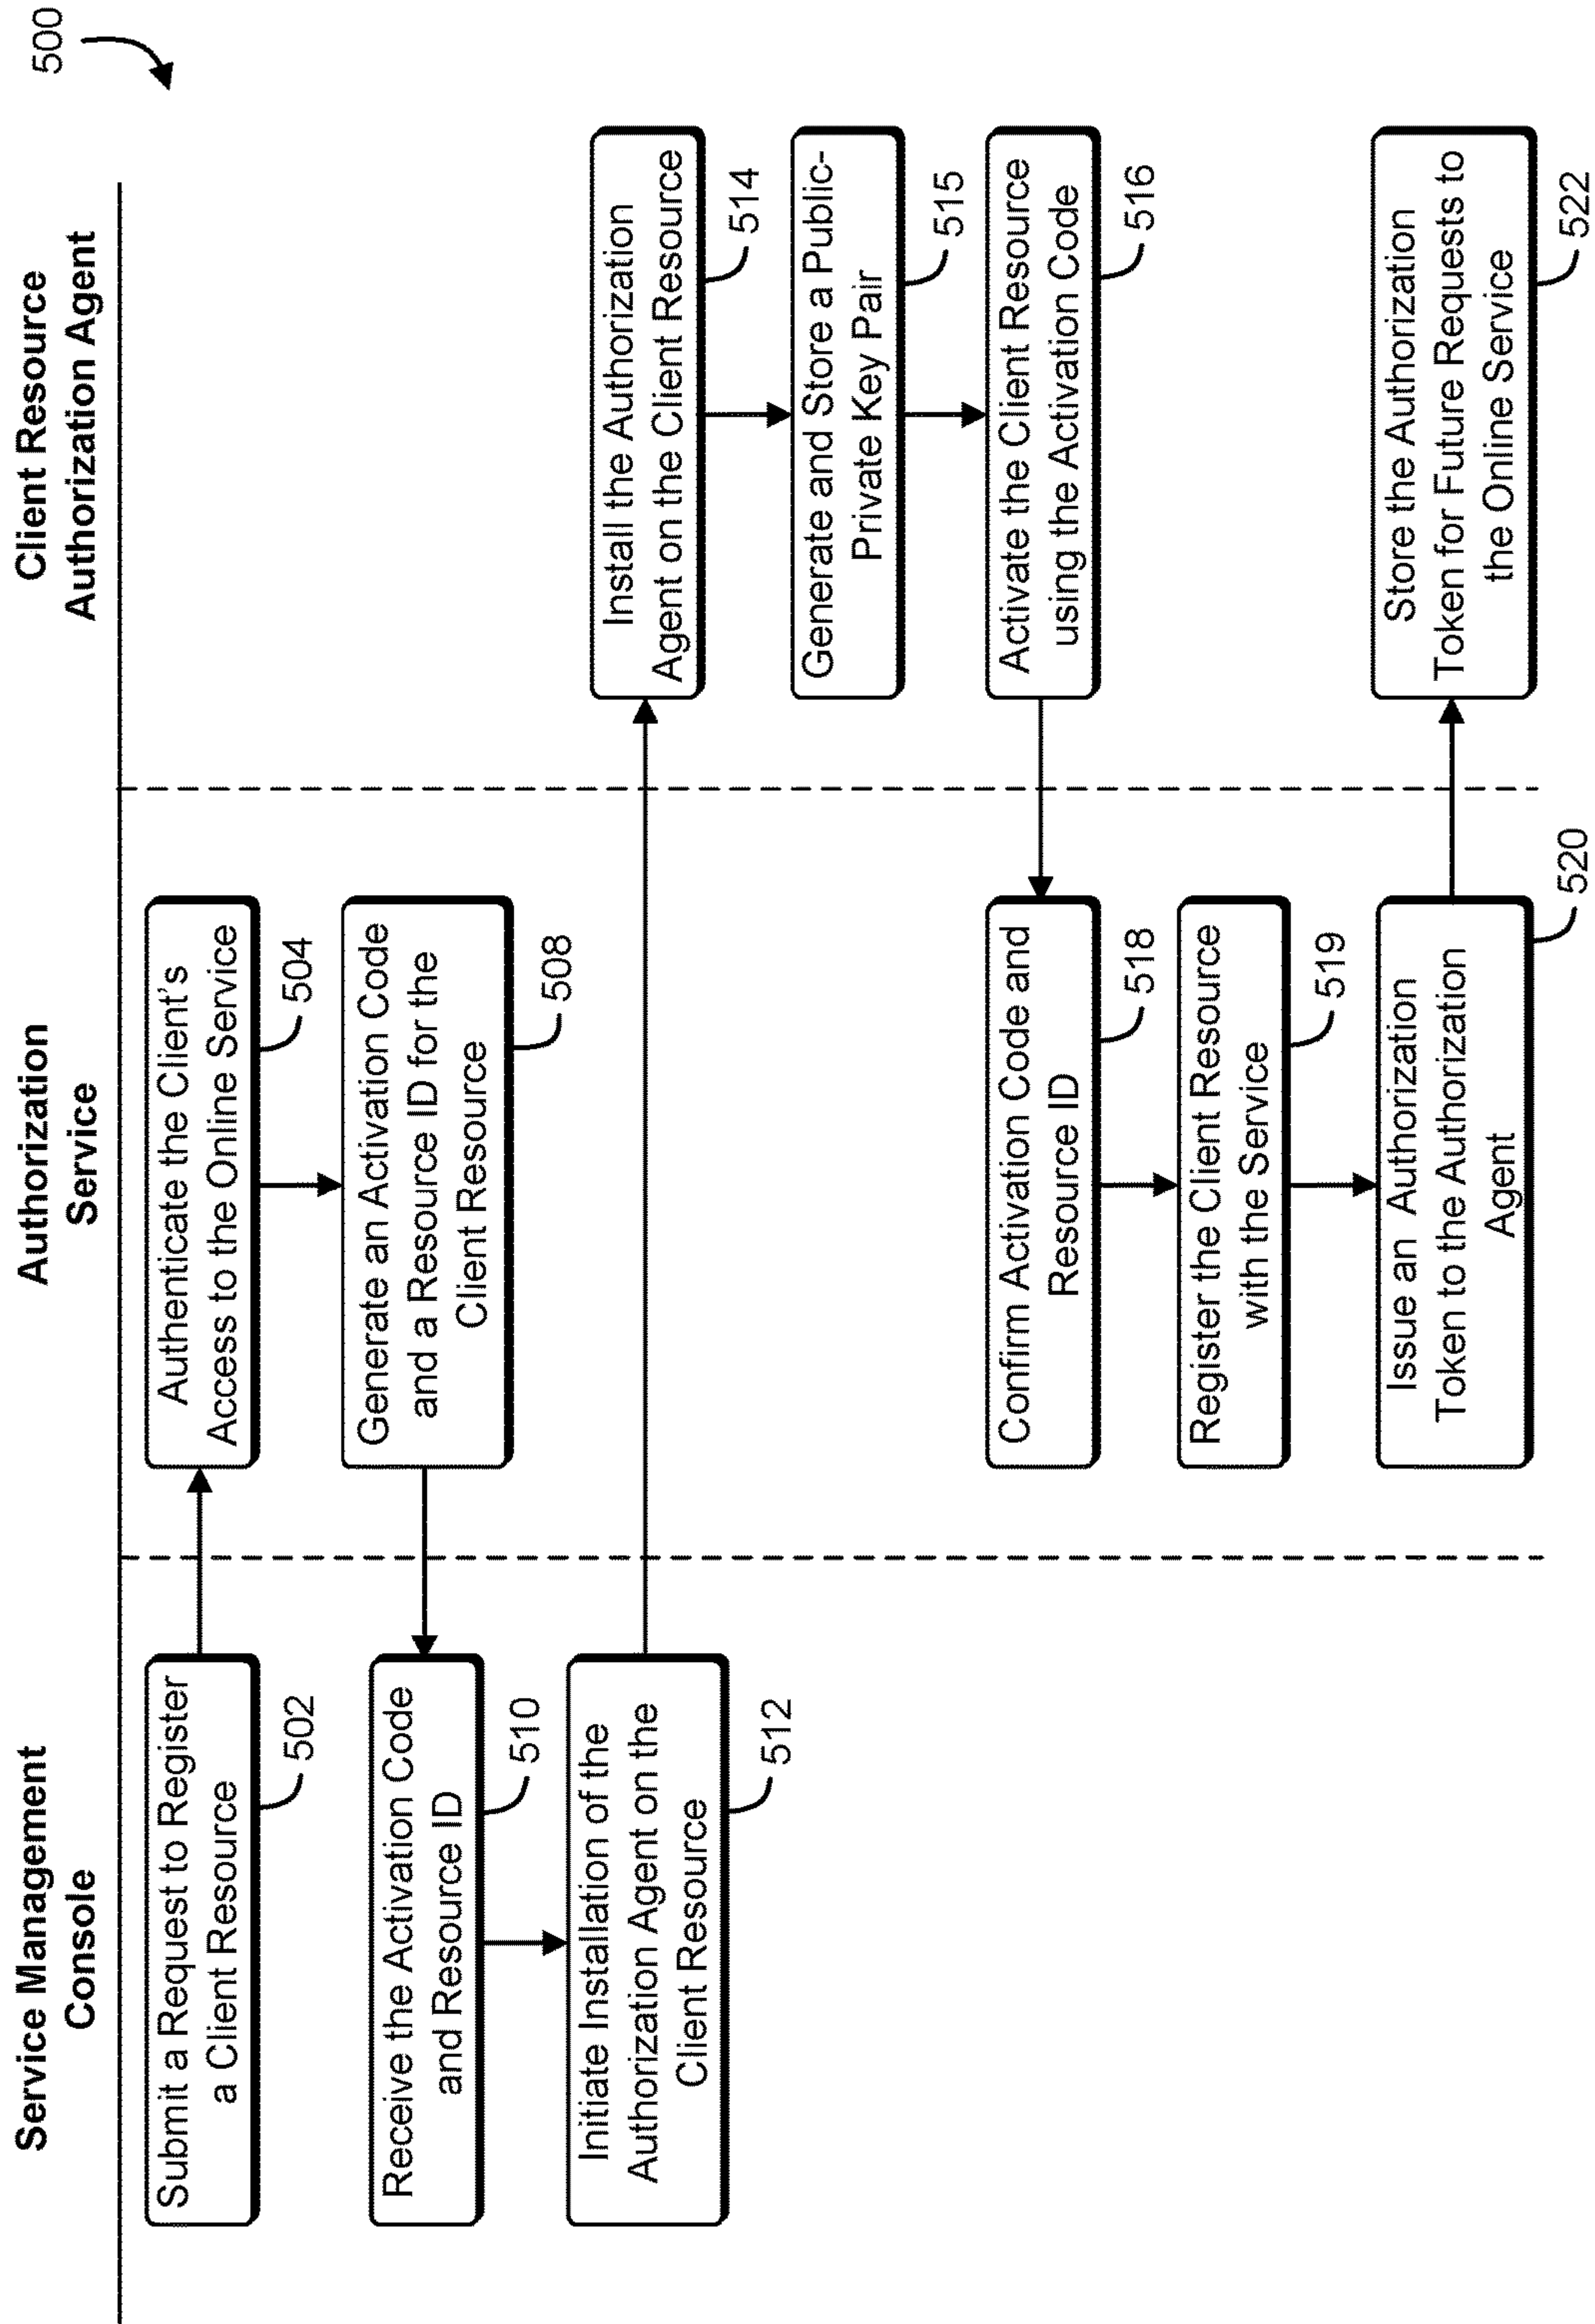 500
Service Management
Console
Authorization
Service
Client Resource
Authorization Agent
Submit a Request to Register
a Client Resource
502
Authenticate the Client's
Access to the Online Service
504
Generate an Activation Code
and a Resource ID for the
Client Resource
508
Receive the Activation Code
and Resource ID
510
Initiate Installation of the
Authorization Agent on the
Client Resource
512
Install the Authorization
Agent on the Client Resource
514
Generate and Store a Public-
Private Key Pair
515
Activate the Client Resource
using the Activation Code
516
Confirm Activation Code and
Resource ID
518
Register the Client Resource
with the Service
519
Issue an Authorization
Token to the Authorization
Agent
520
Store the Authorization
Token for Future Requests to
the Online Service
522